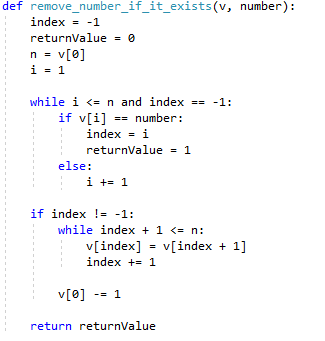 def remove_number_if_it_exists(v, number):
    index = -1
    returnValue = 0
    n = v[0]
    i = 1
    while i <= n and index == -1:
        if v[i] == number:
            index = i
            returnValue = 1
        else:
            i += 1
    if index != -1:
        while index + 1 <= n:
            v[index] = v[index + 1]
            index += 1
        v[0] -= 1
    return returnValue